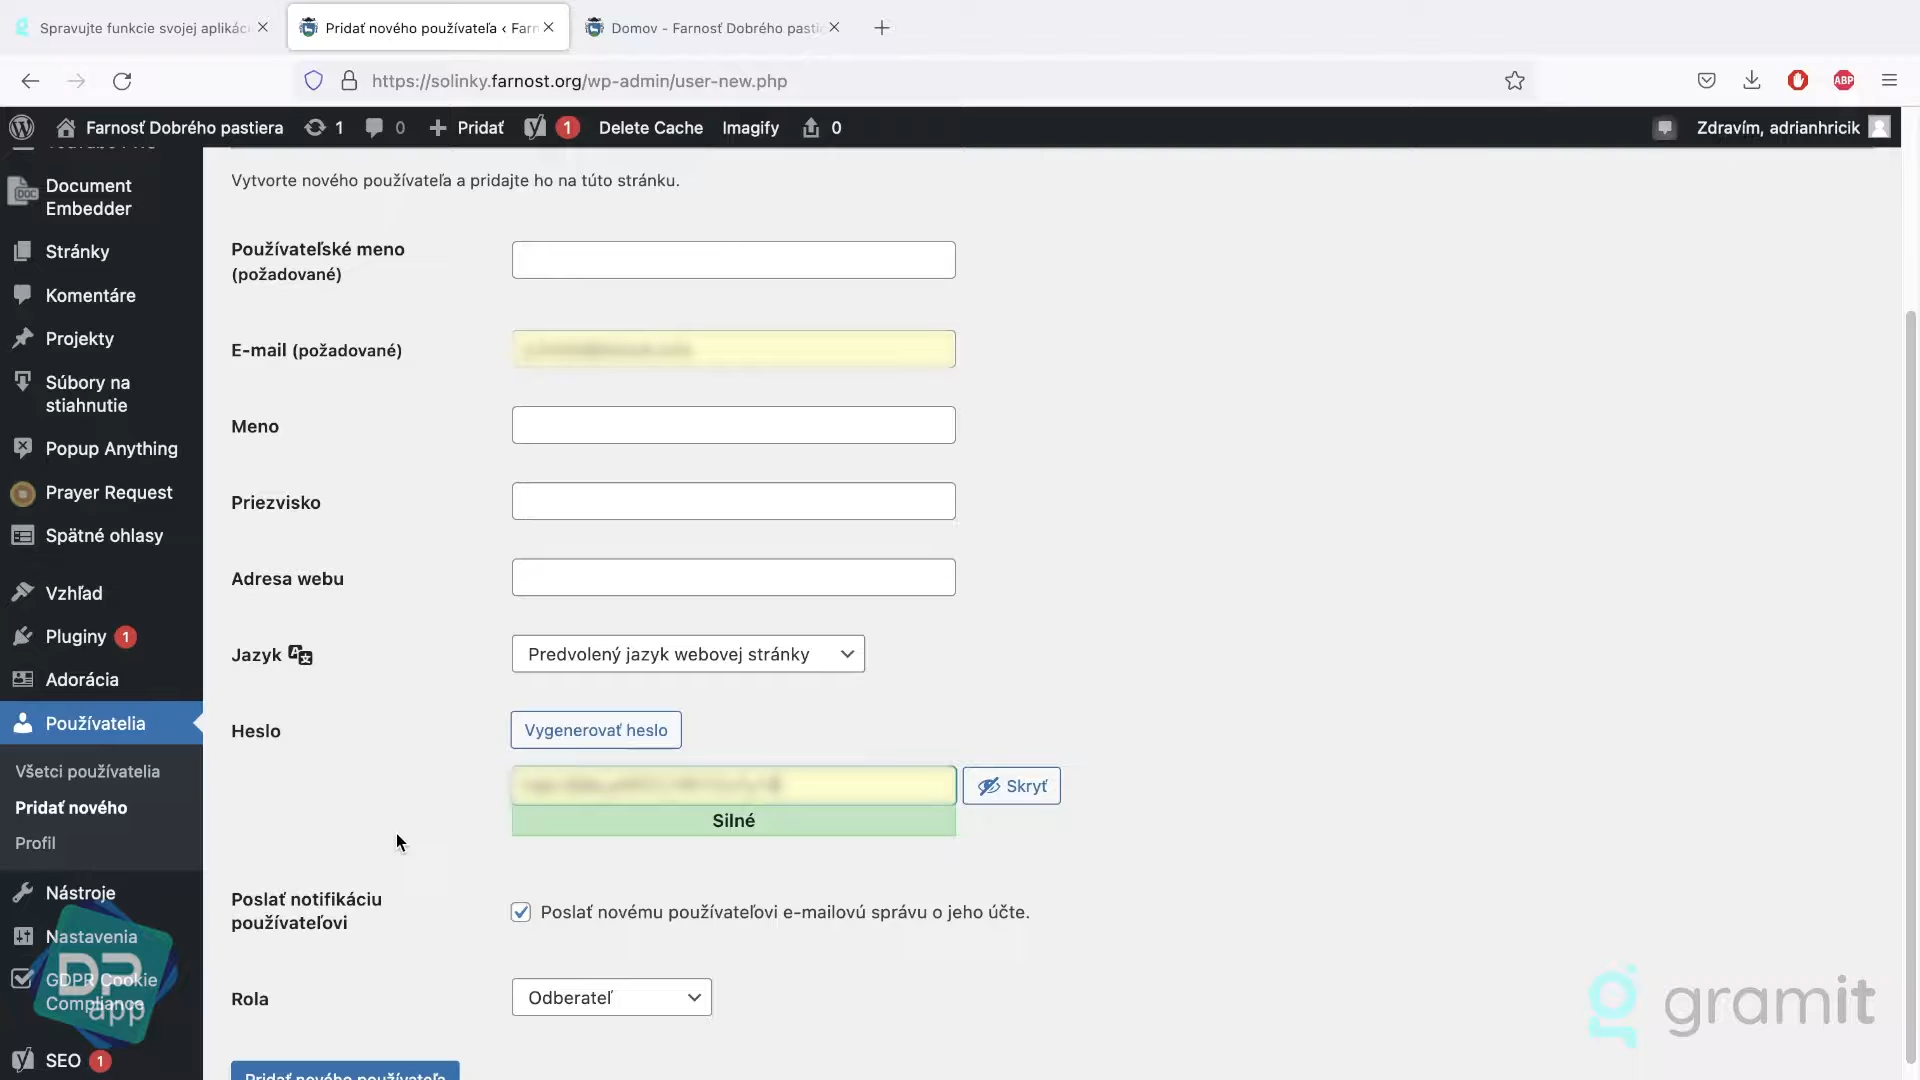 Spravujte funkcie svojej aplikác
Pridať nového používateľa ‹ Farn
Domov - Farnosť Dobrého pasti
https://solinky.farnost.org/wp-admin/user-new.php
ABP
Farnosť Dobrého pastiera
1
0
Pridať
1
Delete Cache
Imagify
0
Zdravím, adrianhricik
Document
Embedder
Stránky
Komentáre
Projekty
Súbory na
stiahnutie
Popup Anything
Prayer Request
Spätné ohlasy
Vzhľad
Pluginy 1
Adorácia
Používatelia
Všetci používatelia
Pridať nového
Profil
Nástroje
Nastavenia
GDPR Cookie
Compliance
SEO 1
DP
app
Vytvorte nového používateľa a pridajte ho na túto stránku.
Používateľské meno
(požadované)
E-mail (požadované)
Meno
Priezvisko
Adresa webu
Jazyk
Predvolený jazyk webovej stránky
Heslo
Vygenerovať heslo
Skryť
Silné
Poslať notifikáciu
používateľovi
Poslať novému používateľovi e-mailovú správu o jeho účte.
Rola
Odberateľ
Pridať nového používateľa
gramit